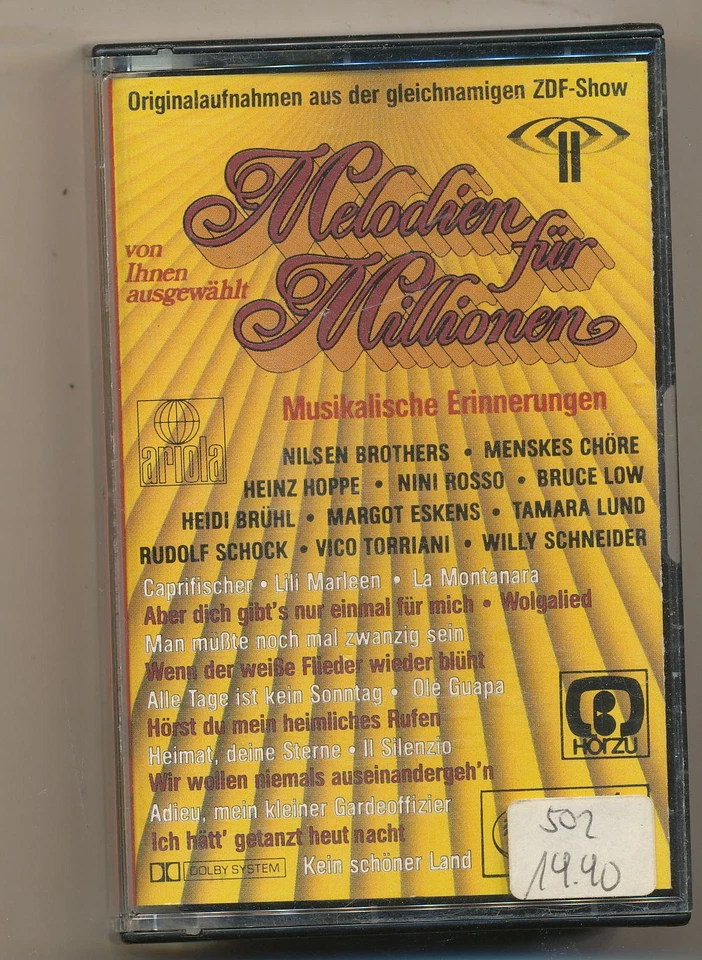 Originalaufnahmen aus der gleichnamigen ZDF-Show
Melodien
für
Millionen
von
Ihnen
ausgewählt
Musikalische Erinnerungen
ariola
NILSEN BROTHERS • MENSKES CHÖRE
HEINZ HOPPE • NINI ROSSO • BRUCE LOW
HEIDI BRÜHL • MARGOT ESKENS • TAMARA LUND
RUDOLF SCHOCK • VICO TORRIANI • WILLY SCHNEIDER
Caprifischer • Lili Marleen • La Montanara
Aber dich gibt's nur einmal für mich • Wolgalied
Man müßte noch mal zwanzig sein
Wenn der weiße Flieder wieder blüht
Alle Tage ist kein Sonntag • Olé Guapa
Hörst du mein heimliches Rufen
Heimat, deine Sterne • Il Silenzio
Wir wollen niemals auseinandergeh'n
Adieu, mein kleiner Gardeoffizier
Ich hätt' getanzt heut nacht
Kein schöner Land
DOLBY SYSTEM
HÖRZU
502
14.90